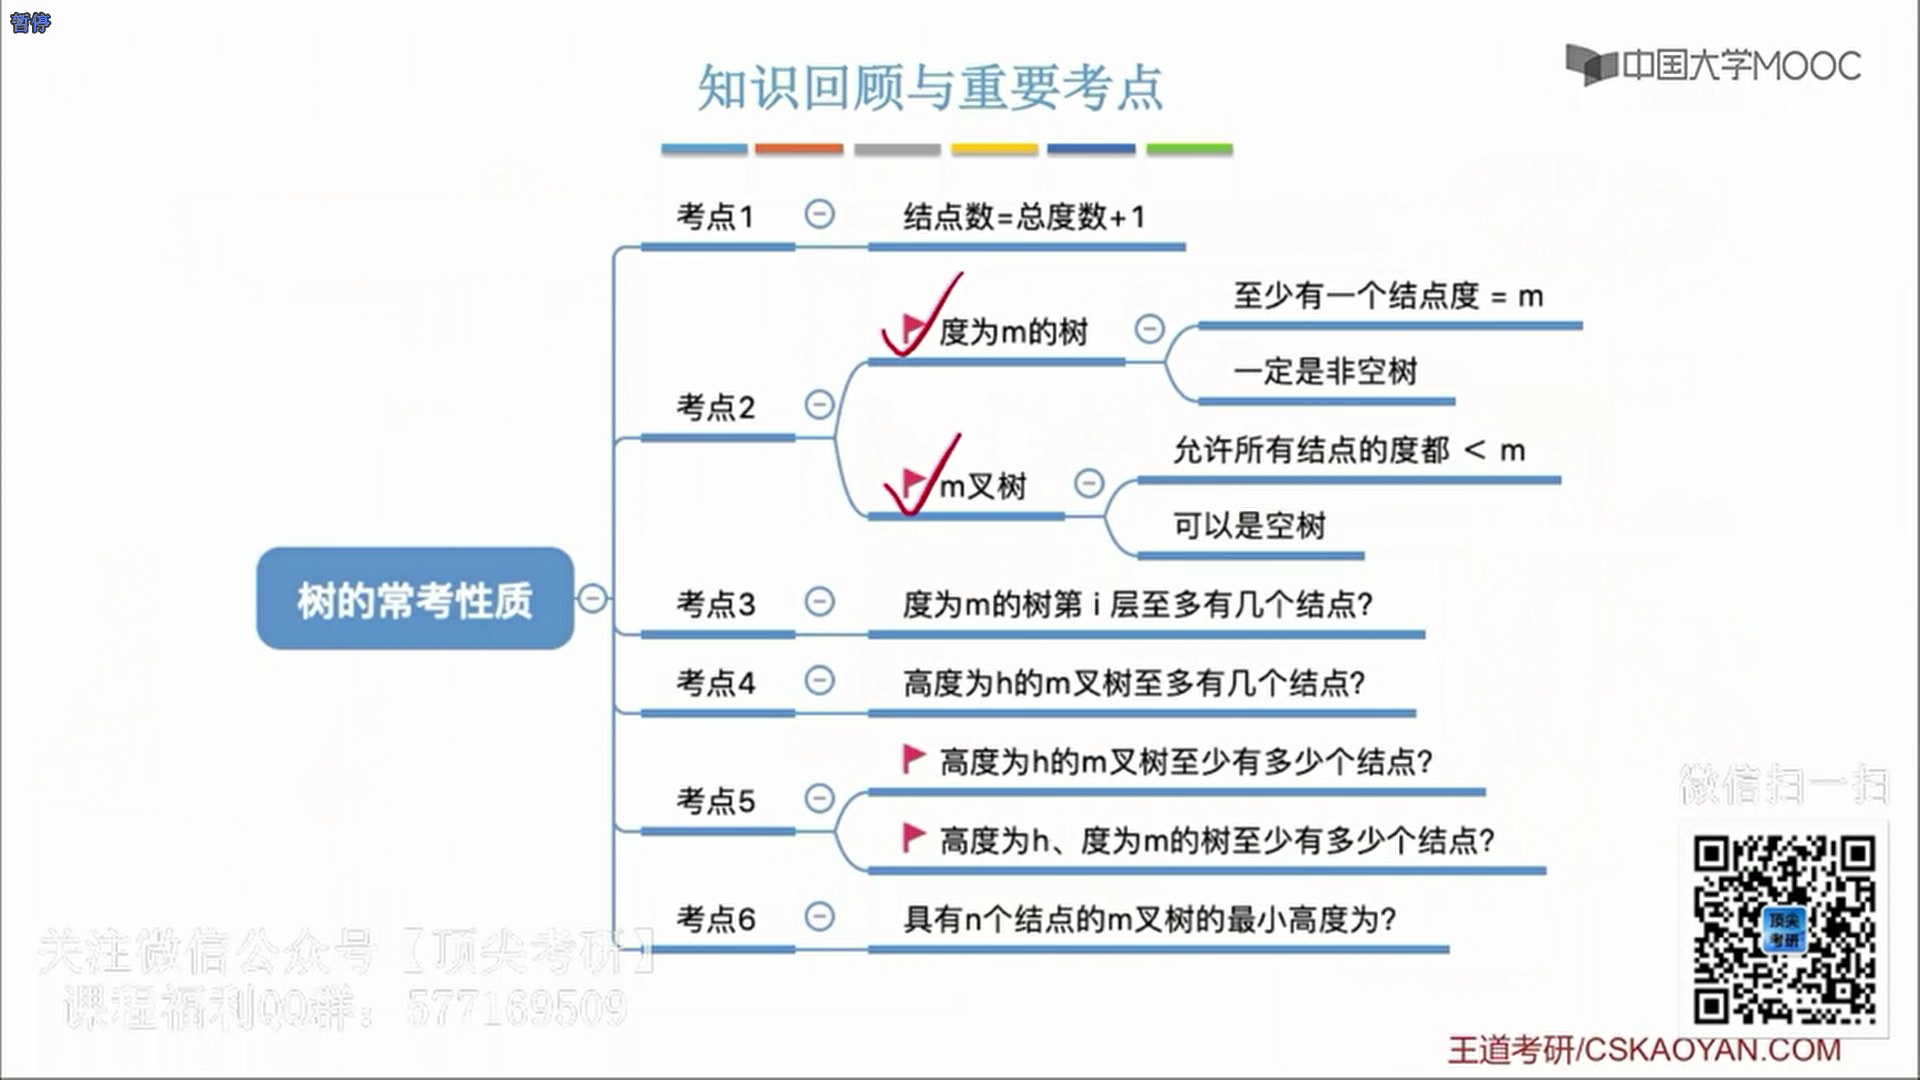 暂停
中国大学MOOC
知识回顾与重要考点
考点1
结点数=总度数+1
考点2
度为m的树
至少有一个结点度 = m
一定是非空树
m叉树
允许所有结点的度都 < m
可以是空树
树的常考性质
考点3
度为m的树第 i 层至多有几个结点?
考点4
高度为h的m叉树至多有几个结点?
考点5
高度为h的m叉树至少有多少个结点?
高度为h、度为m的树至少有多少个结点?
考点6
具有n个结点的m叉树的最小高度为?
微信扫一扫
顶尖
考研
关注微信公众号【顶尖考研】
课程福利QQ群：577169509
王道考研/CSKAOYAN.COM